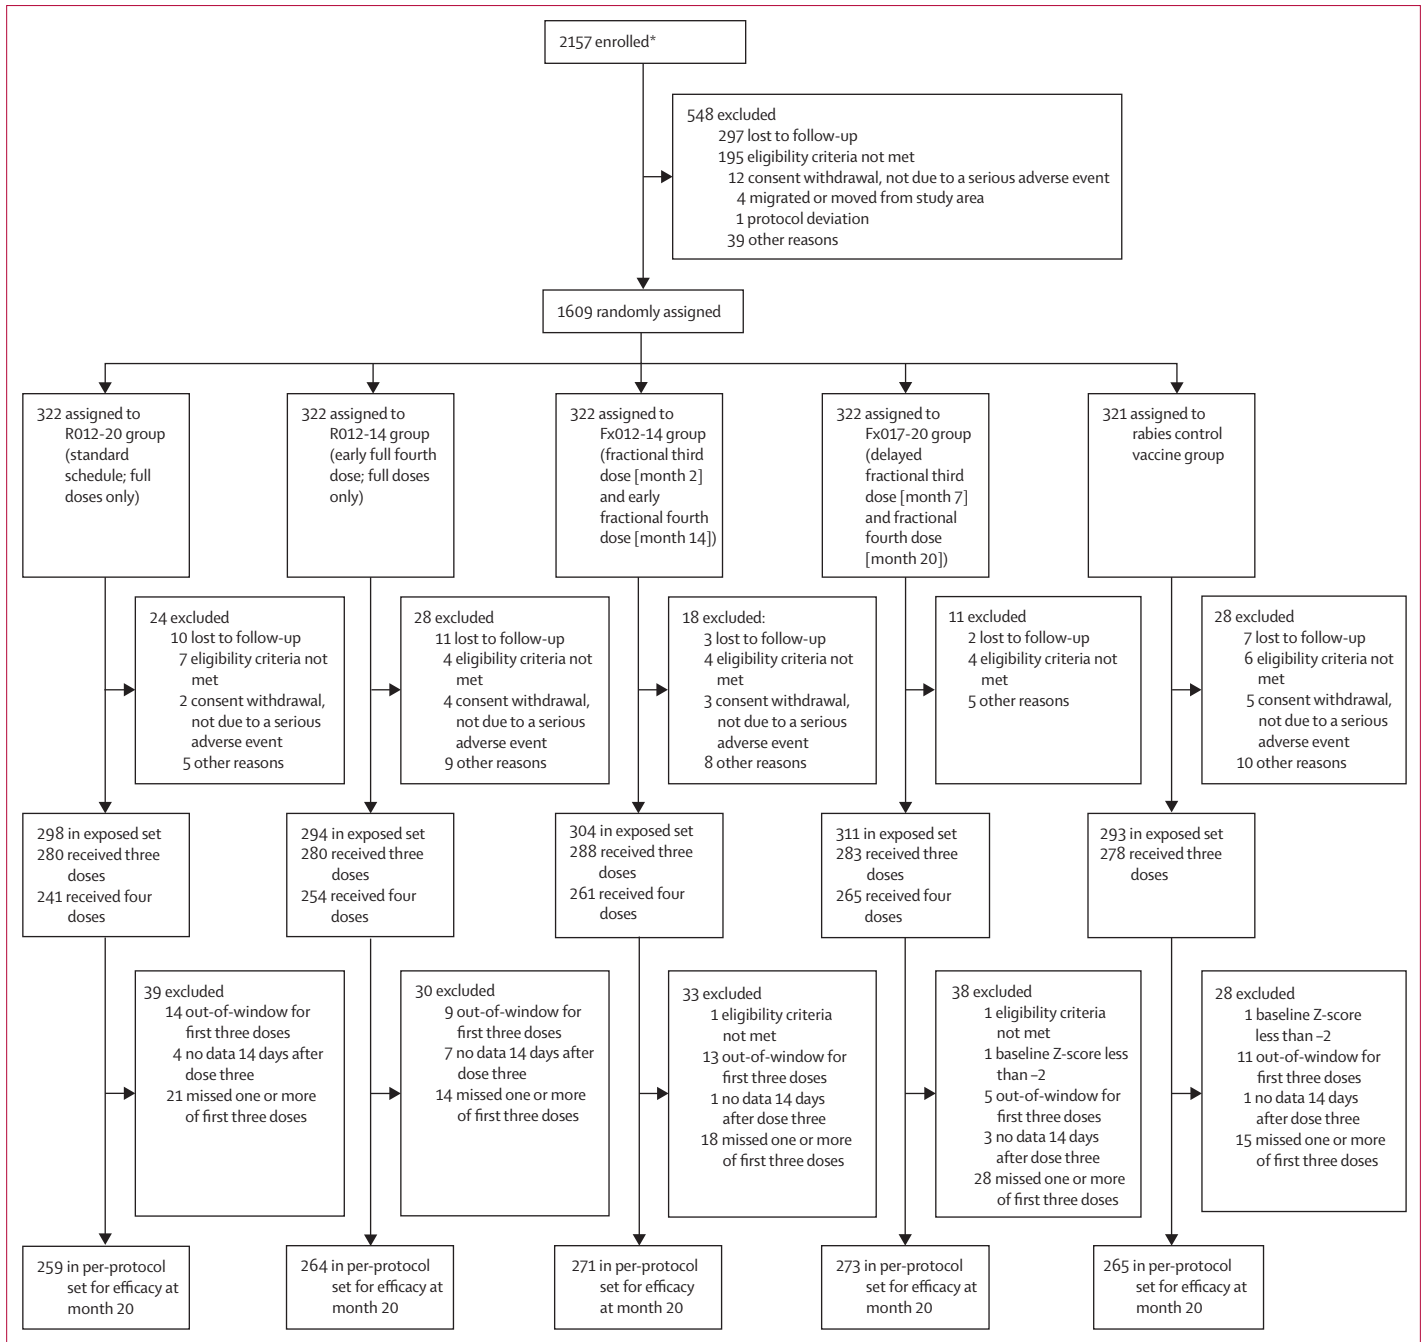 2157 enrolled*
548 excluded
297 lost to follow-up
195 eligibility criteria not met
12 consent withdrawal, not due to a serious adverse event
4 migrated or moved from study area
1 protocol deviation
39 other reasons
1609 randomly assigned
322 assigned to
R012-20 group
(standard
schedule; full
doses only)
322 assigned to
R012-14 group
(early full fourth
dose; full doses
only)
322 assigned to
Fx012-14 group
(fractional third
dose [month 2]
and early
fractional fourth
dose [month 14])
322 assigned to
Fx017-20 group
(delayed
fractional third
dose [month 7]
and fractional
fourth dose
[month 20])
321 assigned to
rabies control
vaccine group
24 excluded
10 lost to follow-up
7 eligibility criteria not
met
2 consent withdrawal,
not due to a serious
adverse event
5 other reasons
28 excluded
11 lost to follow-up
4 eligibility criteria not
met
4 consent withdrawal,
not due to a serious
adverse event
9 other reasons
18 excluded:
3 lost to follow-up
4 eligibility criteria not
met
3 consent withdrawal,
not due to a serious
adverse event
8 other reasons
11 excluded
2 lost to follow-up
4 eligibility criteria not
met
5 other reasons
28 excluded
7 lost to follow-up
6 eligibility criteria not
met
5 consent withdrawal,
not due to a serious
adverse event
10 other reasons
298 in exposed set
280 received three
doses
241 received four
doses
294 in exposed set
280 received three
doses
254 received four
doses
304 in exposed set
288 received three
doses
261 received four
doses
311 in exposed set
283 received three
doses
265 received four
doses
293 in exposed set
278 received three
doses
39 excluded
14 out-of-window for
first three doses
4 no data 14 days after
dose three
21 missed one or more
of first three doses
30 excluded
9 out-of-window for
first three doses
7 no data 14 days after
dose three
14 missed one or more
of first three doses
33 excluded
1 eligibility criteria
not met
13 out-of-window for
first three doses
1 no data 14 days
after dose three
18 missed one or more
of first three doses
38 excluded
1 eligibility criteria
not met
1 baseline Z-score less
than –2
5 out-of-window for
first three doses
3 no data 14 days
after dose three
28 missed one or more
of first three doses
28 excluded
1 baseline Z-score
less than –2
11 out-of-window for
first three doses
1 no data 14 days
after dose three
15 missed one or more
of first three doses
259 in per-protocol
set for efficacy at
month 20
264 in per-protocol
set for efficacy at
month 20
271 in per-protocol
set for efficacy
at month 20
273 in per-protocol
set for efficacy at
month 20
265 in per-protocol
set for efficacy at
month 20